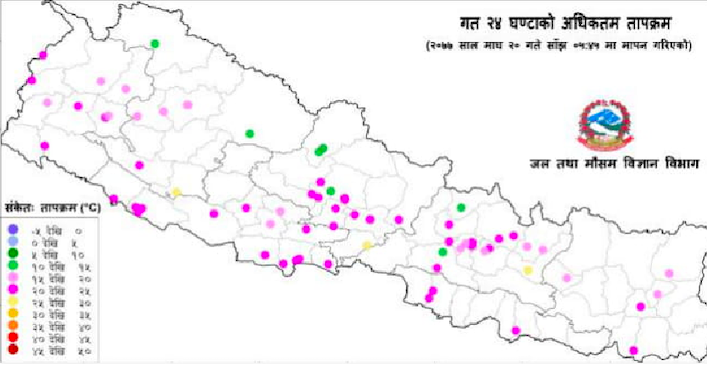 गत २४ घण्टाको अधिकतम तापक्रम
(२०७७ साल माघ २० गते साँझ ०५:४५ मा मापन गरिएको)
जल तथा मौसम विज्ञान विभाग
संकेतः तापक्रम (°C)
-५ देखि ०
० देखि ५
५ देखि १०
१० देखि १५
१५ देखि २०
२० देखि २५
२५ देखि ३०
३० देखि ३५
३५ देखि ४०
४० देखि ४५
४५ देखि ५०